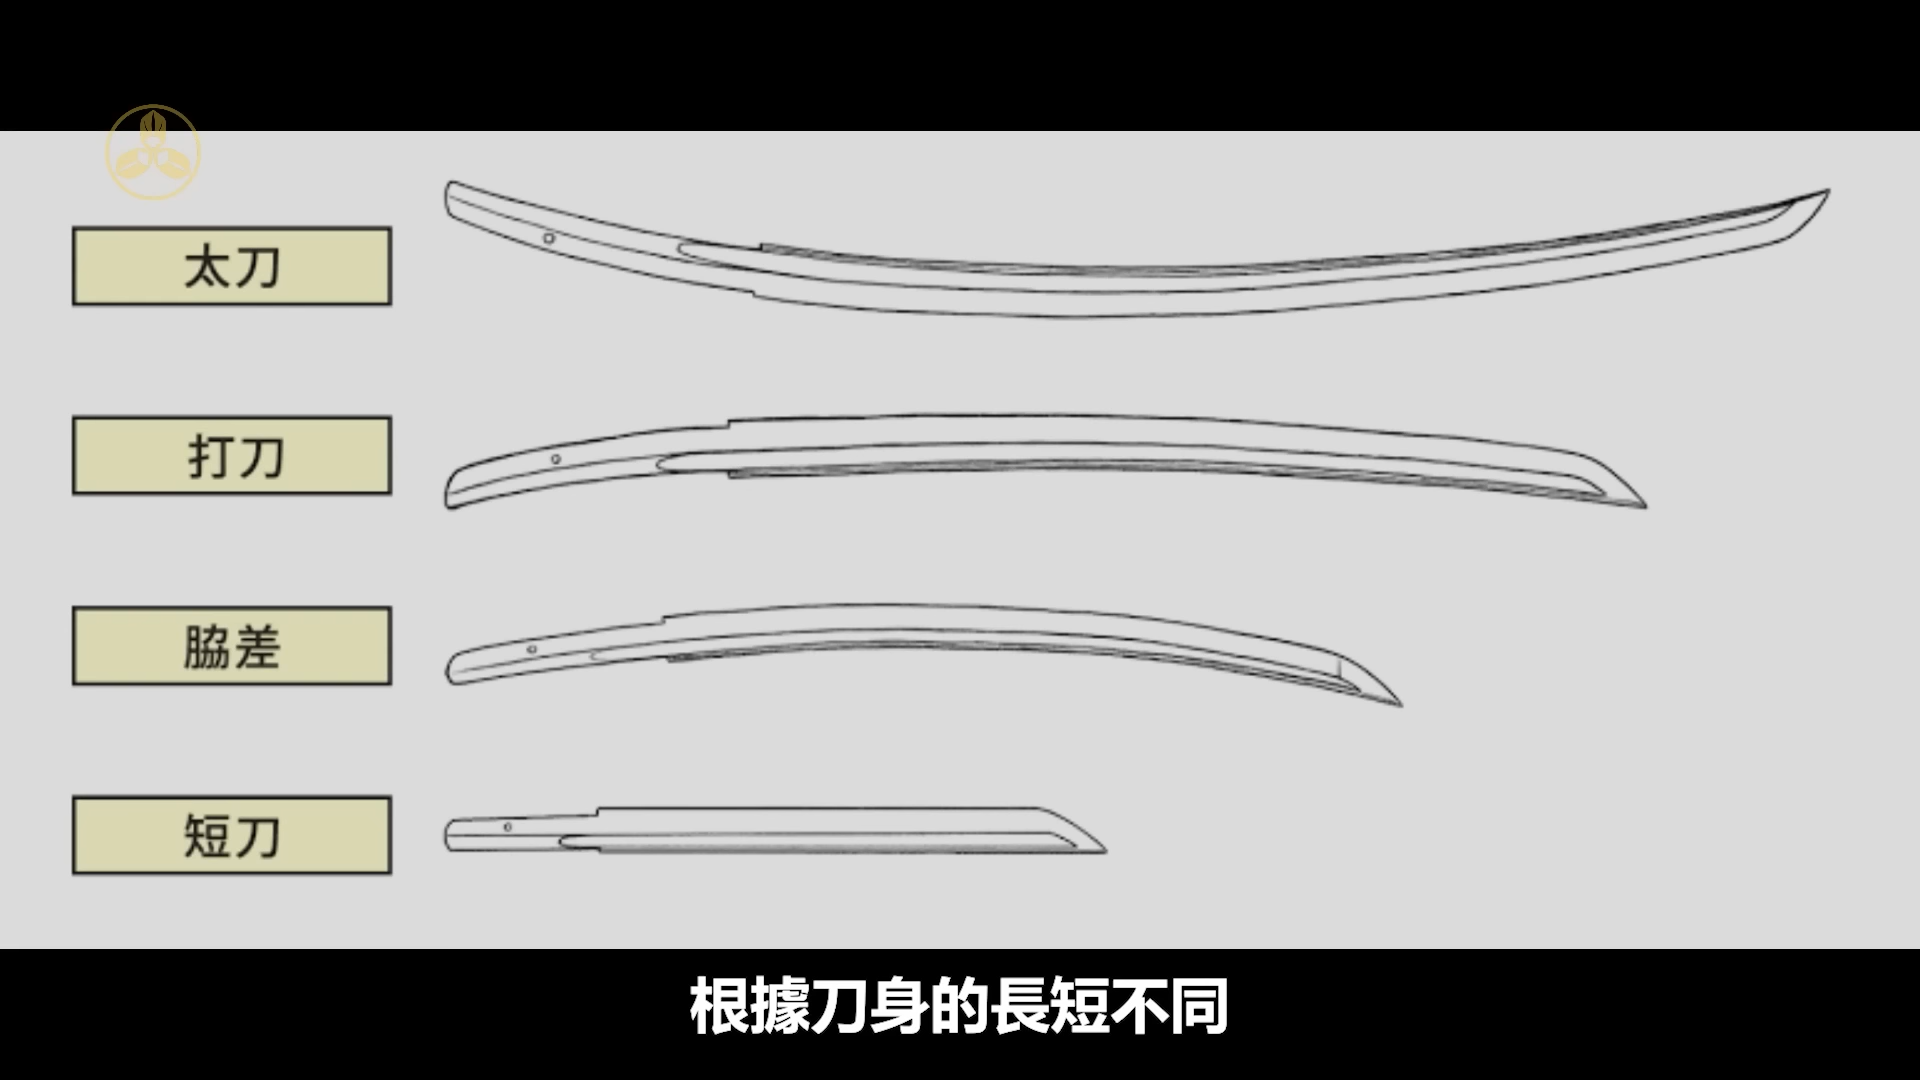 太刀
打刀
脇差
短刀
根據刀身的長短不同